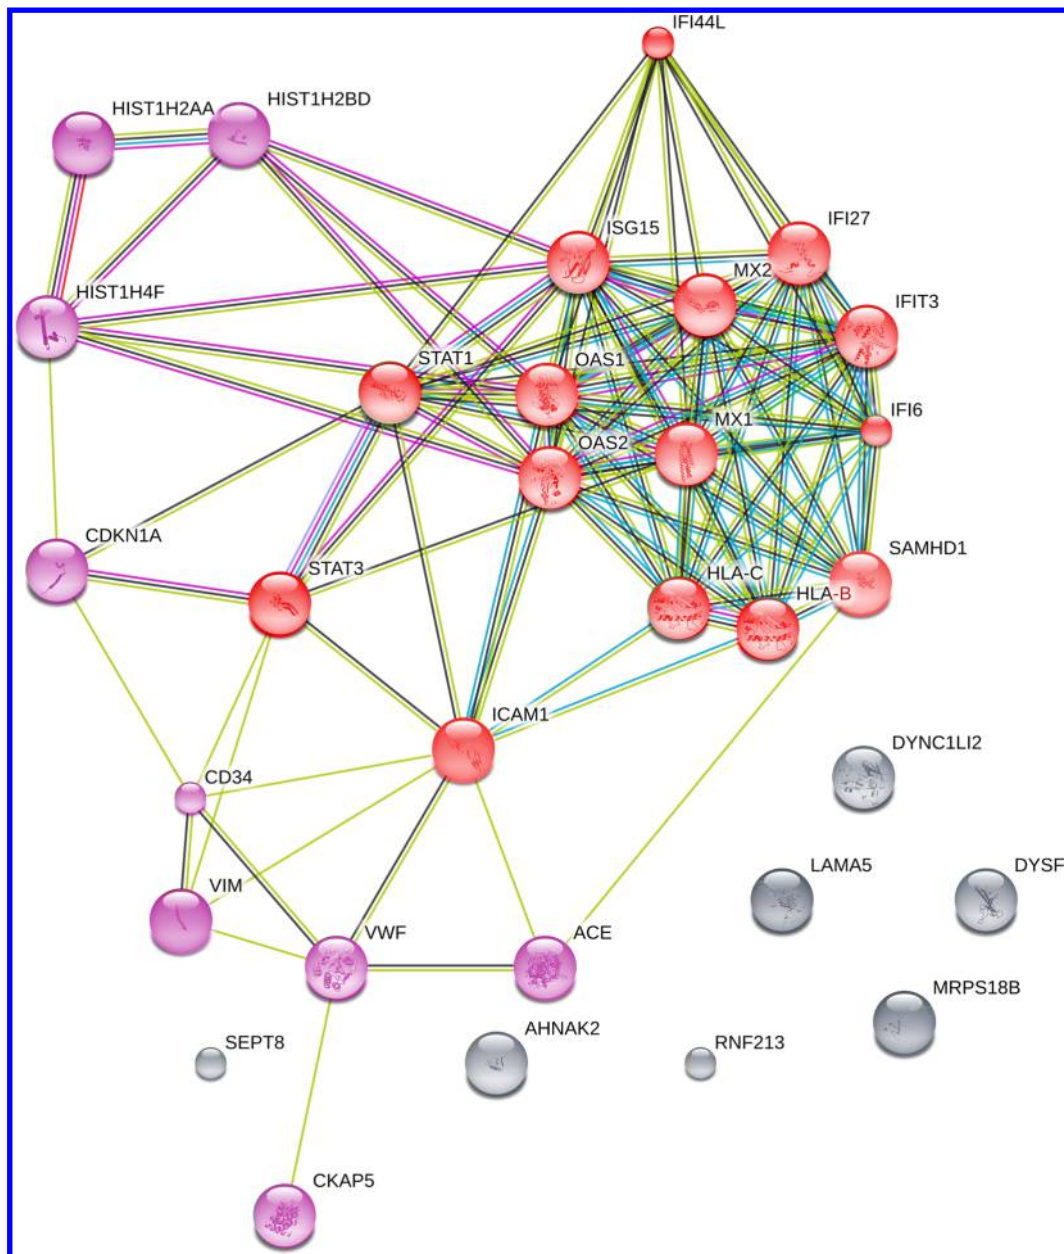 IFI44L
HIST1H2AA
HIST1H2BD
ISG15
IFI27
MX2
HIST1H4F
IFIT3
STAT1
OAS1
IFI6
MX1
OAS2
CDKN1A
SAMHD1
STAT3
HLA-C
HLA-B
ICAM1
DYNC1LI2
CD34
LAMA5
DYSF
VIM
VWF
ACE
MRPS18B
SEPT8
AHNAK2
RNF213
CKAP5